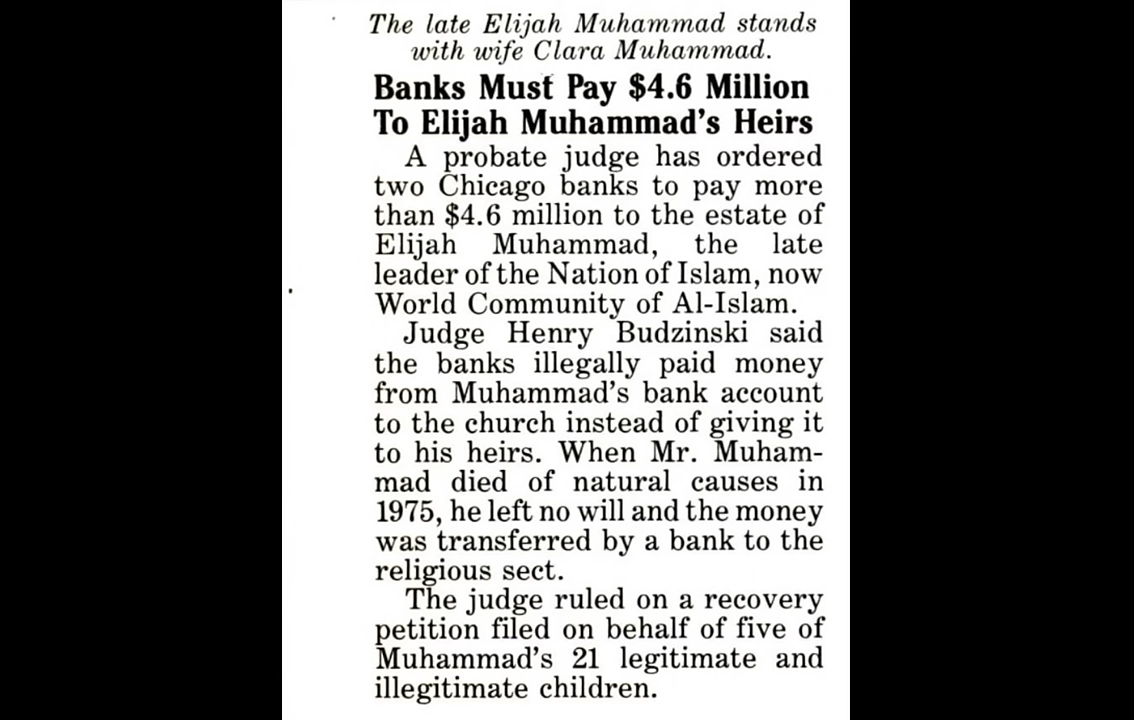 The late Elijah Muhammad stands
with wife Clara Muhammad.
Banks Must Pay $4.6 Million
To Elijah Muhammad's Heirs
A probate judge has ordered
two Chicago banks to pay more
than $4.6 million to the estate of
Elijah Muhammad, the late
leader of the Nation of Islam, now
World Community of Al-Islam.
Judge Henry Budzinski said
the banks illegally paid money
from Muhammad's bank account
to the church instead of giving it
to his heirs. When Mr. Muham-
mad died of natural causes in
1975, he left no will and the money
was transferred by a bank to the
religious sect.
The judge ruled on a recovery
petition filed on behalf of five of
Muhammad's 21 legitimate and
illegitimate children.